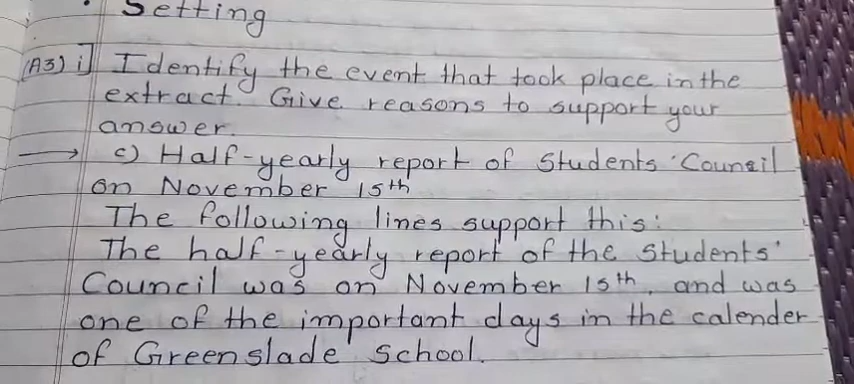 Setting
(A3) i] Identify the event that took place in the
extract. Give reasons to support your
answer.
→ c) Half-yearly report of Students' Council
on November 15th
The following lines support this:
The half-yearly report of the Students'
Council was on November 15th, and was
one of the important days in the calender
of Greenslade School.